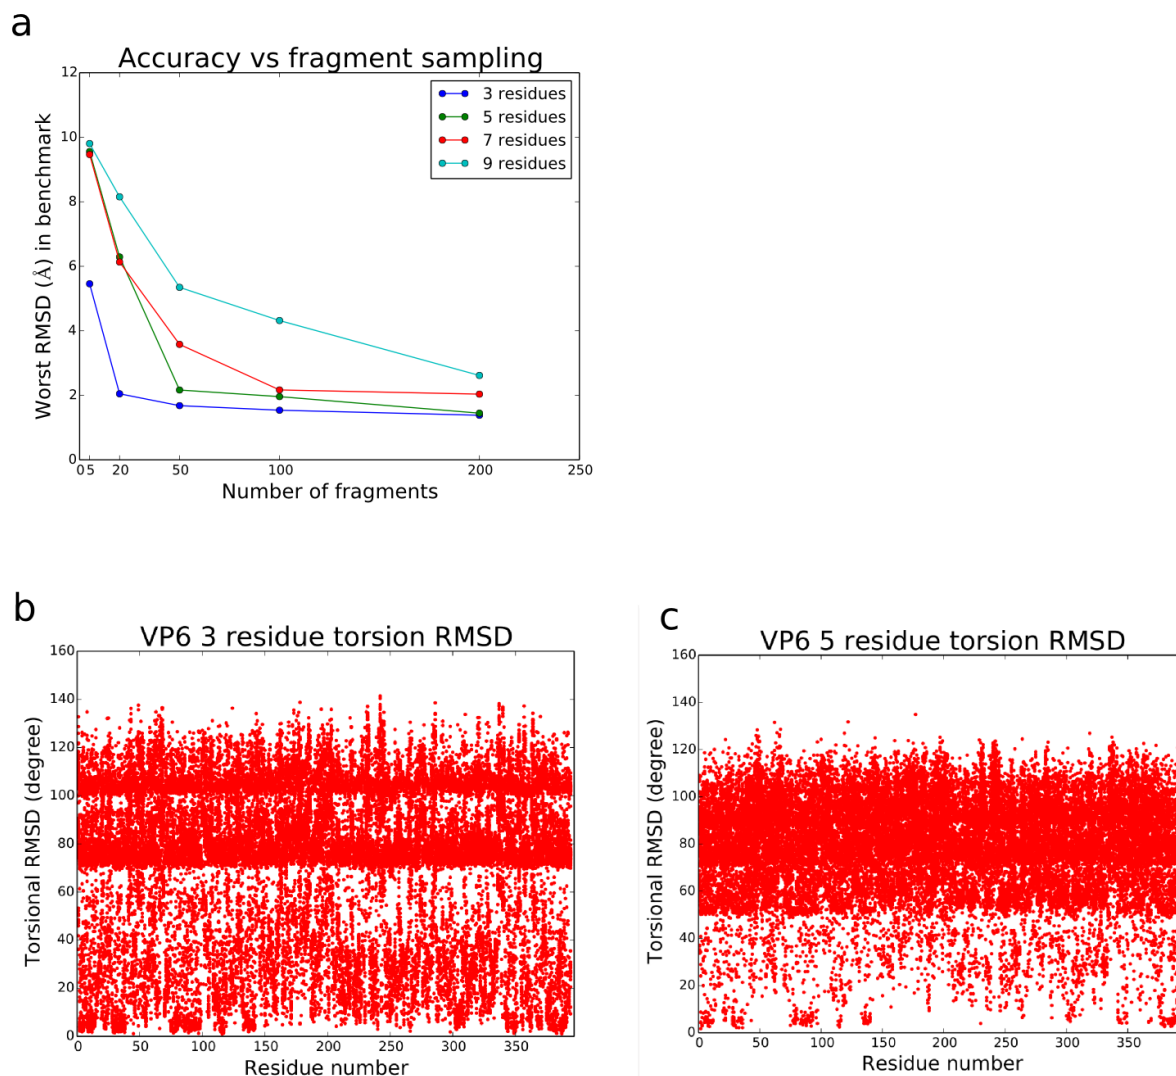 a
Accuracy vs fragment sampling
12
10
8
6
4
2
0
3 residues
5 residues
7 residues
9 residues
Worst RMSD (Å) in benchmark
0 5 20 50 100 200 250
Number of fragments
b
VP6 3 residue torsion RMSD
160
140
120
100
80
60
40
20
0
Torsional RMSD (degree)
0 50 100 150 200 250 300 350
Residue number
c
VP6 5 residue torsion RMSD
160
140
120
100
80
60
40
20
0
Torsional RMSD (degree)
0 50 100 150 200 250 300 350
Residue number